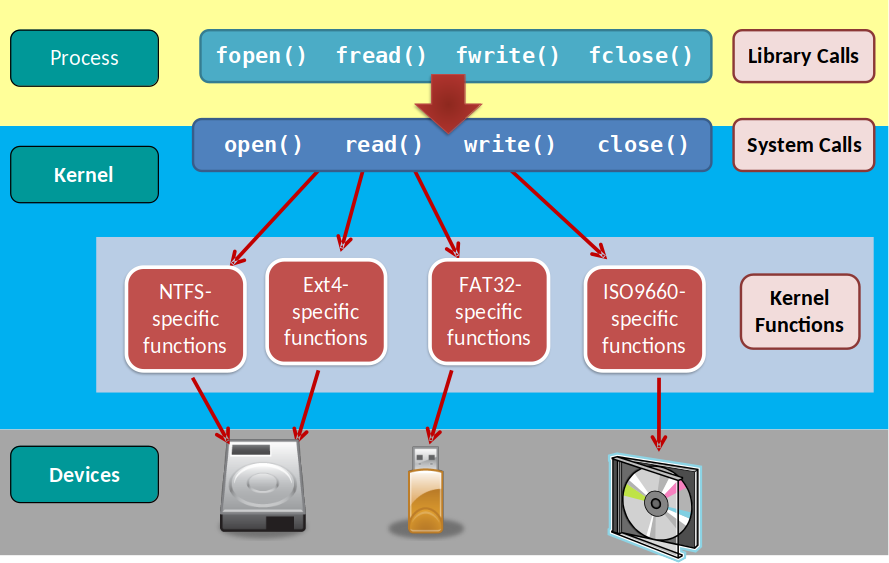 Process
fopen() fread() fwrite() fclose()
Library Calls
open() read() write() close()
System Calls
Kernel
NTFS-
specific
functions
Ext4-
specific
functions
FAT32-
specific
functions
ISO9660-
specific
functions
Kernel
Functions
Devices